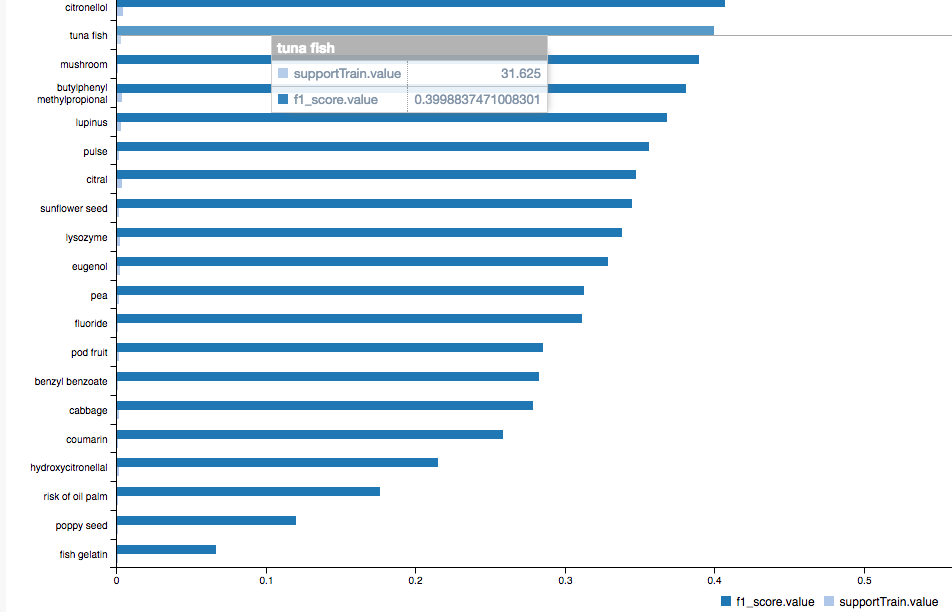 citronellol
tuna fish
tuna fish
supportTrain.value 31.625
f1_score.value 0.3998837471008301
mushroom
butylphenyl
methylpropional
lupinus
pulse
citral
sunflower seed
lysozyme
eugenol
pea
fluoride
pod fruit
benzyl benzoate
cabbage
coumarin
hydroxycitronellal
risk of oil palm
poppy seed
fish gelatin
0 0.1 0.2 0.3 0.4 0.5
f1_score.value supportTrain.value